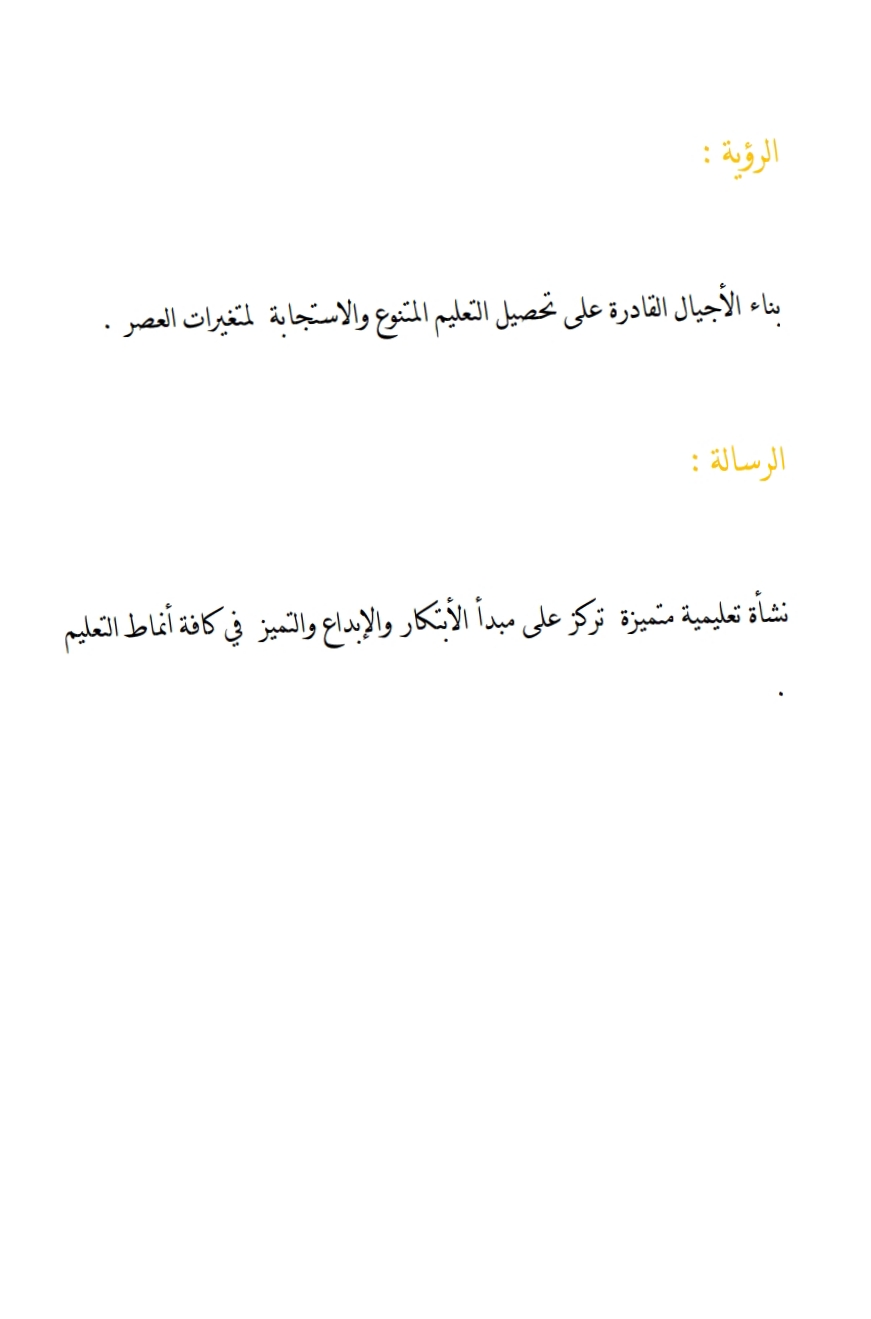 الرؤية :
بناء الأجيال القادرة على تحصيل التعليم المتنوع والاستجابة لمتغيرات العصر .
الرسالة :
نشأة تعليمية متميزة تركز على مبدأ الأبتكار والإبداع والتميز في كافة أنماط التعليم
.